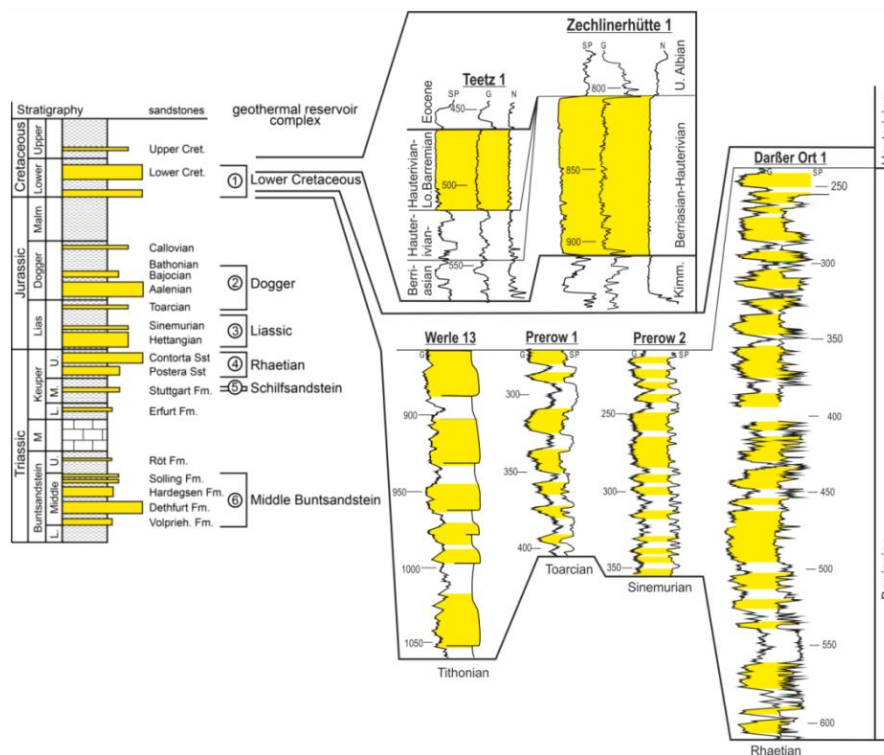 Stratigraphy
sandstones
geothermal reservoir
complex
Cretaceous
Upper
Lower
Upper Cret.
Lower Cret.
1 Lower Cretaceous
Jurassic
Malm
Dogger
Lias
Callovian
Bathonian
Bajocian
Aalenian
Toarcian
Sinemurian
Hettangian
2 Dogger
3 Liassic
Triassic
Keuper
U.
M.
L.
Contorta Sst
Postera Sst
Stuttgart Fm.
Erfurt Fm.
4 Rhaetian
5 Schilfsandstein
M
Buntsandstein
U.
Middle
L.
Röt Fm.
Solling Fm.
Hardegsen Fm.
Dethfurt Fm.
Volprieh. Fm.
6 Middle Buntsandstein
Teetz 1
SP G N
450
500
550
Eocene
Hauterivian-
Lo.Barremian
Hauter-
ivian-
Berri-
asian
Zechlinerhütte 1
SP G N
800
850
900
U. Albian
Berriasian-Hauterivian
Kimm.
Werle 13
G
900
950
1000
1050
Tithonian
Prerow 1
G SP
300
350
400
Toarcian
Prerow 2
G SP
250
300
350
Sinemurian
Darßer Ort 1
G SP
250
300
350
400
450
500
550
600
Rhaetian